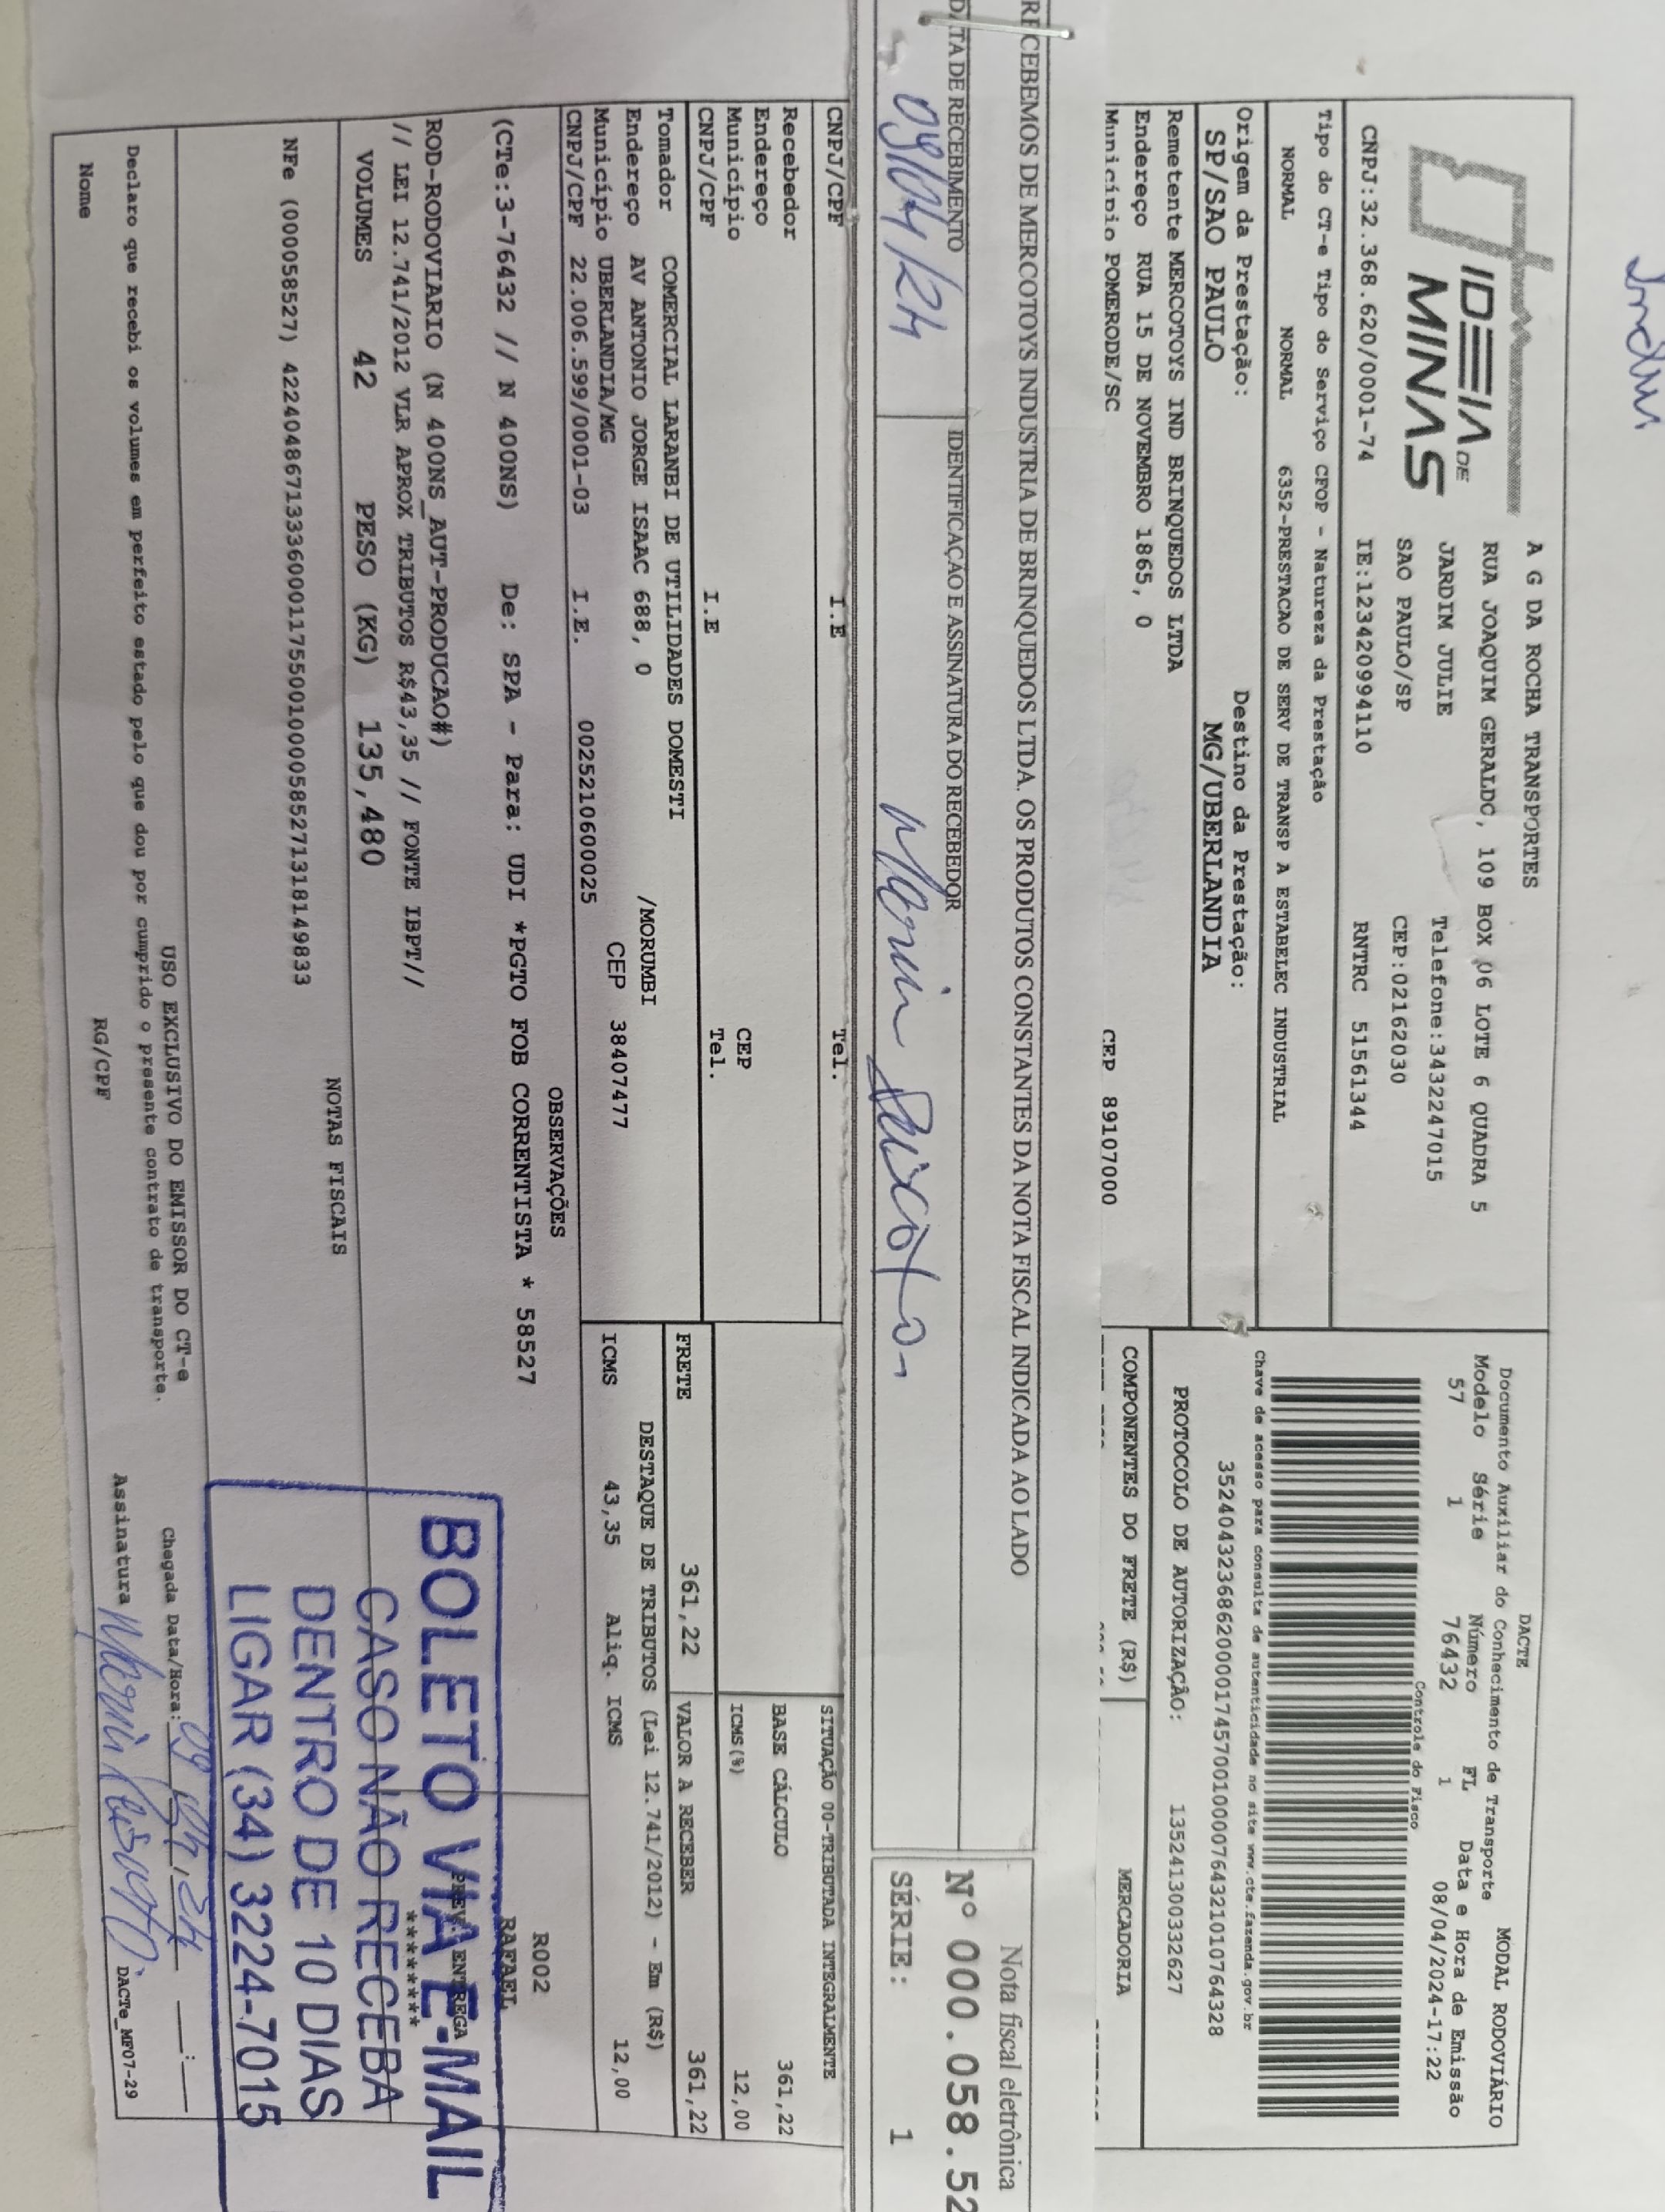 IDEIA DE
MINAS
A G DA ROCHA TRANSPORTES
RUA JOAQUIM GERALDO, 109 BOX 06 LOTE 6 QUADRA 5
JARDIM JULIE Telefone:3432247015
SAO PAULO/SP CEP:02162030
CNPJ:32.368.620/0001-74 IE:123420994110 RNTRC 51561344
Tipo do CT-e Tipo do Serviço CFOP - Natureza da Prestação
NORMAL NORMAL 6352-PRESTACAO DE SERV DE TRANSP A ESTABELEC INDUSTRIAL
Origem da Prestação: Destino da Prestação:
SP/SAO PAULO MG/UBERLANDIA
Remetente MERCOTOYS IND BRINQUEDOS LTDA
Endereço RUA 15 DE NOVEMBRO 1865, 0
Município POMERODE/SC CEP 89107000
DACTE MODAL RODOVIÁRIO
Documento Auxiliar do Conhecimento de Transporte
Modelo Série Número FL Data e Hora de Emissão
57 1 76432 1 08/04/2024-17:22
Controle do Fisco
Chave de acesso para consulta de autenticidade no site www.cte.fazenda.gov.br
35240432368620000174570010000764321010764328
PROTOCOLO DE AUTORIZAÇÃO: 135241300332627
COMPONENTES DO FRETE (R$) MERCADORIA
RECEBEMOS DE MERCOTOYS INDUSTRIA DE BRINQUEDOS LTDA. OS PRODUTOS CONSTANTES DA NOTA FISCAL INDICADA AO LADO
DATA DE RECEBIMENTO IDENTIFICAÇÃO E ASSINATURA DO RECEBEDOR
09/04/24
Nota fiscal eletrônica
N° 000.058.52
SÉRIE: 1
CNPJ/CPF I.E Tel.
Recebedor
Endereço
Município CEP
CNPJ/CPF I.E Tel.
Tomador COMERCIAL LARANBI DE UTILIDADES DOMESTI
Endereço AV ANTONIO JORGE ISAAC 688, 0 /MORUMBI
Município UBERLANDIA/MG CEP 38407477
CNPJ/CPF 22.006.599/0001-03 I.E. 0025210600025
SITUAÇÃO 00-TRIBUTADA INTEGRALMENTE
BASE CÁLCULO 361,22
ICMS(%) 12,00
FRETE 361,22 VALOR A RECEBER 361,22
DESTAQUE DE TRIBUTOS (Lei 12.741/2012) - Em (R$)
ICMS 43,35 Aliq. ICMS 12,00
OBSERVAÇÕES
(CTe:3-76432 // N 400NS) De: SPA - Para: UDI *PGTO FOB CORRENTISTA * 58527
ROD-RODOVIARIO (N 400NS_AUT-PRODUCAO#)
// LEI 12.741/2012 VLR APROX TRIBUTOS R$43,35 // FONTE IBPT//
R002
RAFAEL
PREV. ENTREGA
********
VOLUMES 42 PESO (KG) 135,480
NOTAS FISCAIS
NFe (000058527) 42240486713336000117550010000585271318149833
BOLETO VIA E-MAIL
CASO NÃO RECEBA
DENTRO DE 10 DIAS
LIGAR (34) 3224-7015
USO EXCLUSIVO DO EMISSOR DO CT-e
Declaro que recebi os volumes em perfeito estado pelo que dou por cumprido o presente contrato de transporte.
Chegada Data/Hora: 09 04 24
Nome RG/CPF Assinatura
DACTe_MF07-29